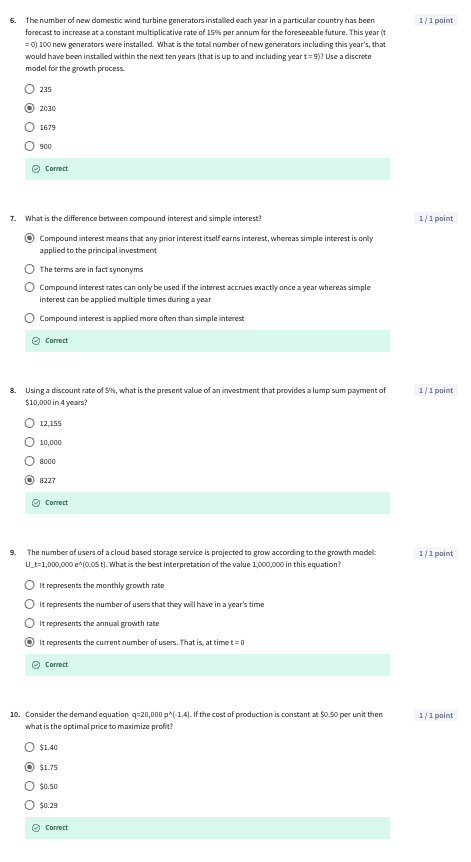 6. The number of new domestic wind turbine generators installed each year in a particular country has been 1 / 1 point
forecast to increase at a constant multiplicative rate of 15% per annum for the foreseeable future. This year (t
= 0) 100 new generators were installed. What is the total number of new generators including this year's, that
would have been installed within the next ten years (that is up to and including year t = 9)? Use a discrete
model for the growth process.
235
2030
1679
900
Correct
7. What is the difference between compound interest and simple interest? 1 / 1 point
Compound interest means that any prior interest itself earns interest, whereas simple interest is only
applied to the principal investment
The terms are in fact synonyms
Compound interest rates can only be used if the interest accrues exactly once a year whereas simple
interest can be applied multiple times during a year
Compound interest is applied more often than simple interest
Correct
8. Using a discount rate of 5%, what is the present value of an investment that provides a lump sum payment of 1 / 1 point
$10,000 in 4 years?
12,155
10,000
8000
8227
Correct
9. The number of users of a cloud based storage service is projected to grow according to the growth model: 1 / 1 point
U_t=1,000,000 e^(0.05 t). What is the best interpretation of the value 1,000,000 in this equation?
It represents the monthly growth rate
It represents the number of users that they will have in a year's time
It represents the annual growth rate
It represents the current number of users. That is, at time t = 0
Correct
10. Consider the demand equation q=20,000 p^(-1.4). If the cost of production is constant at $0.50 per unit then 1 / 1 point
what is the optimal price to maximize profit?
$1.40
$1.75
$0.50
$0.29
Correct